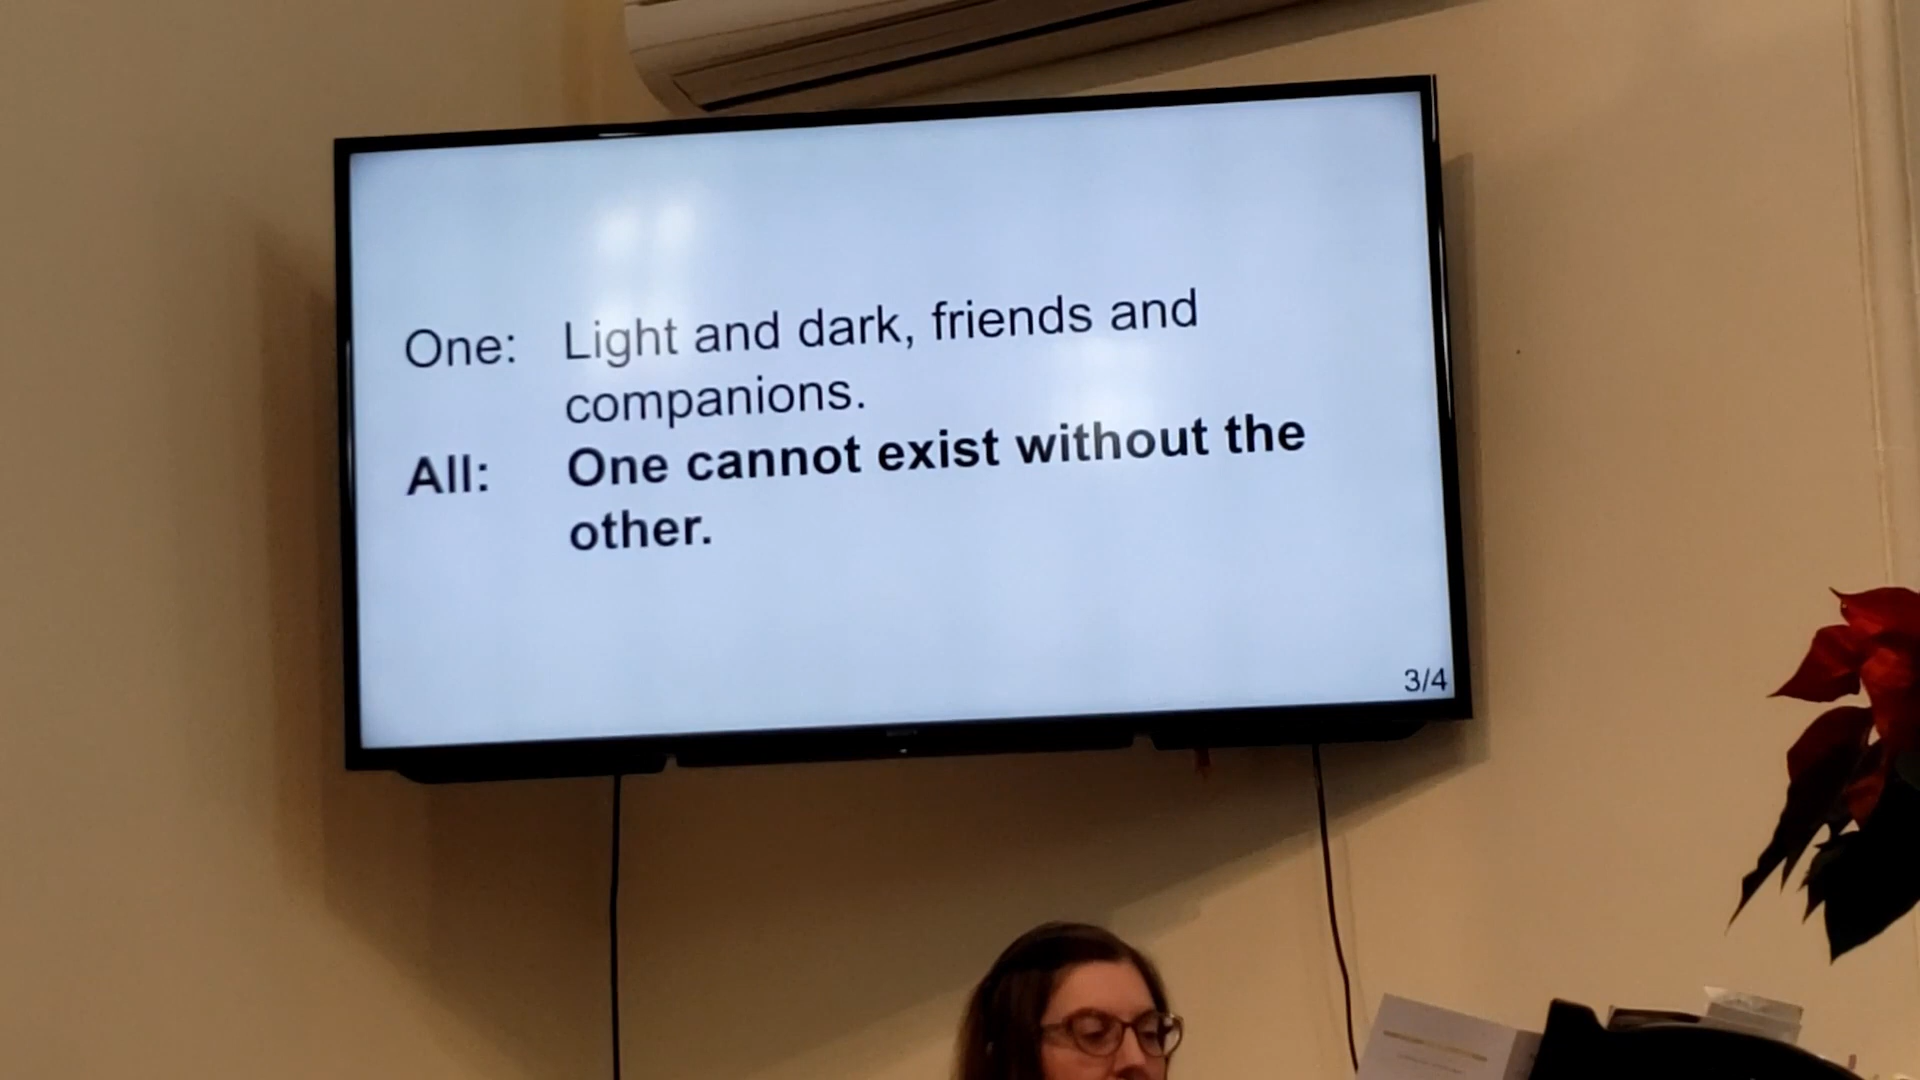 One: Light and dark, friends and
companions.
All: One cannot exist without the
other.
3/4